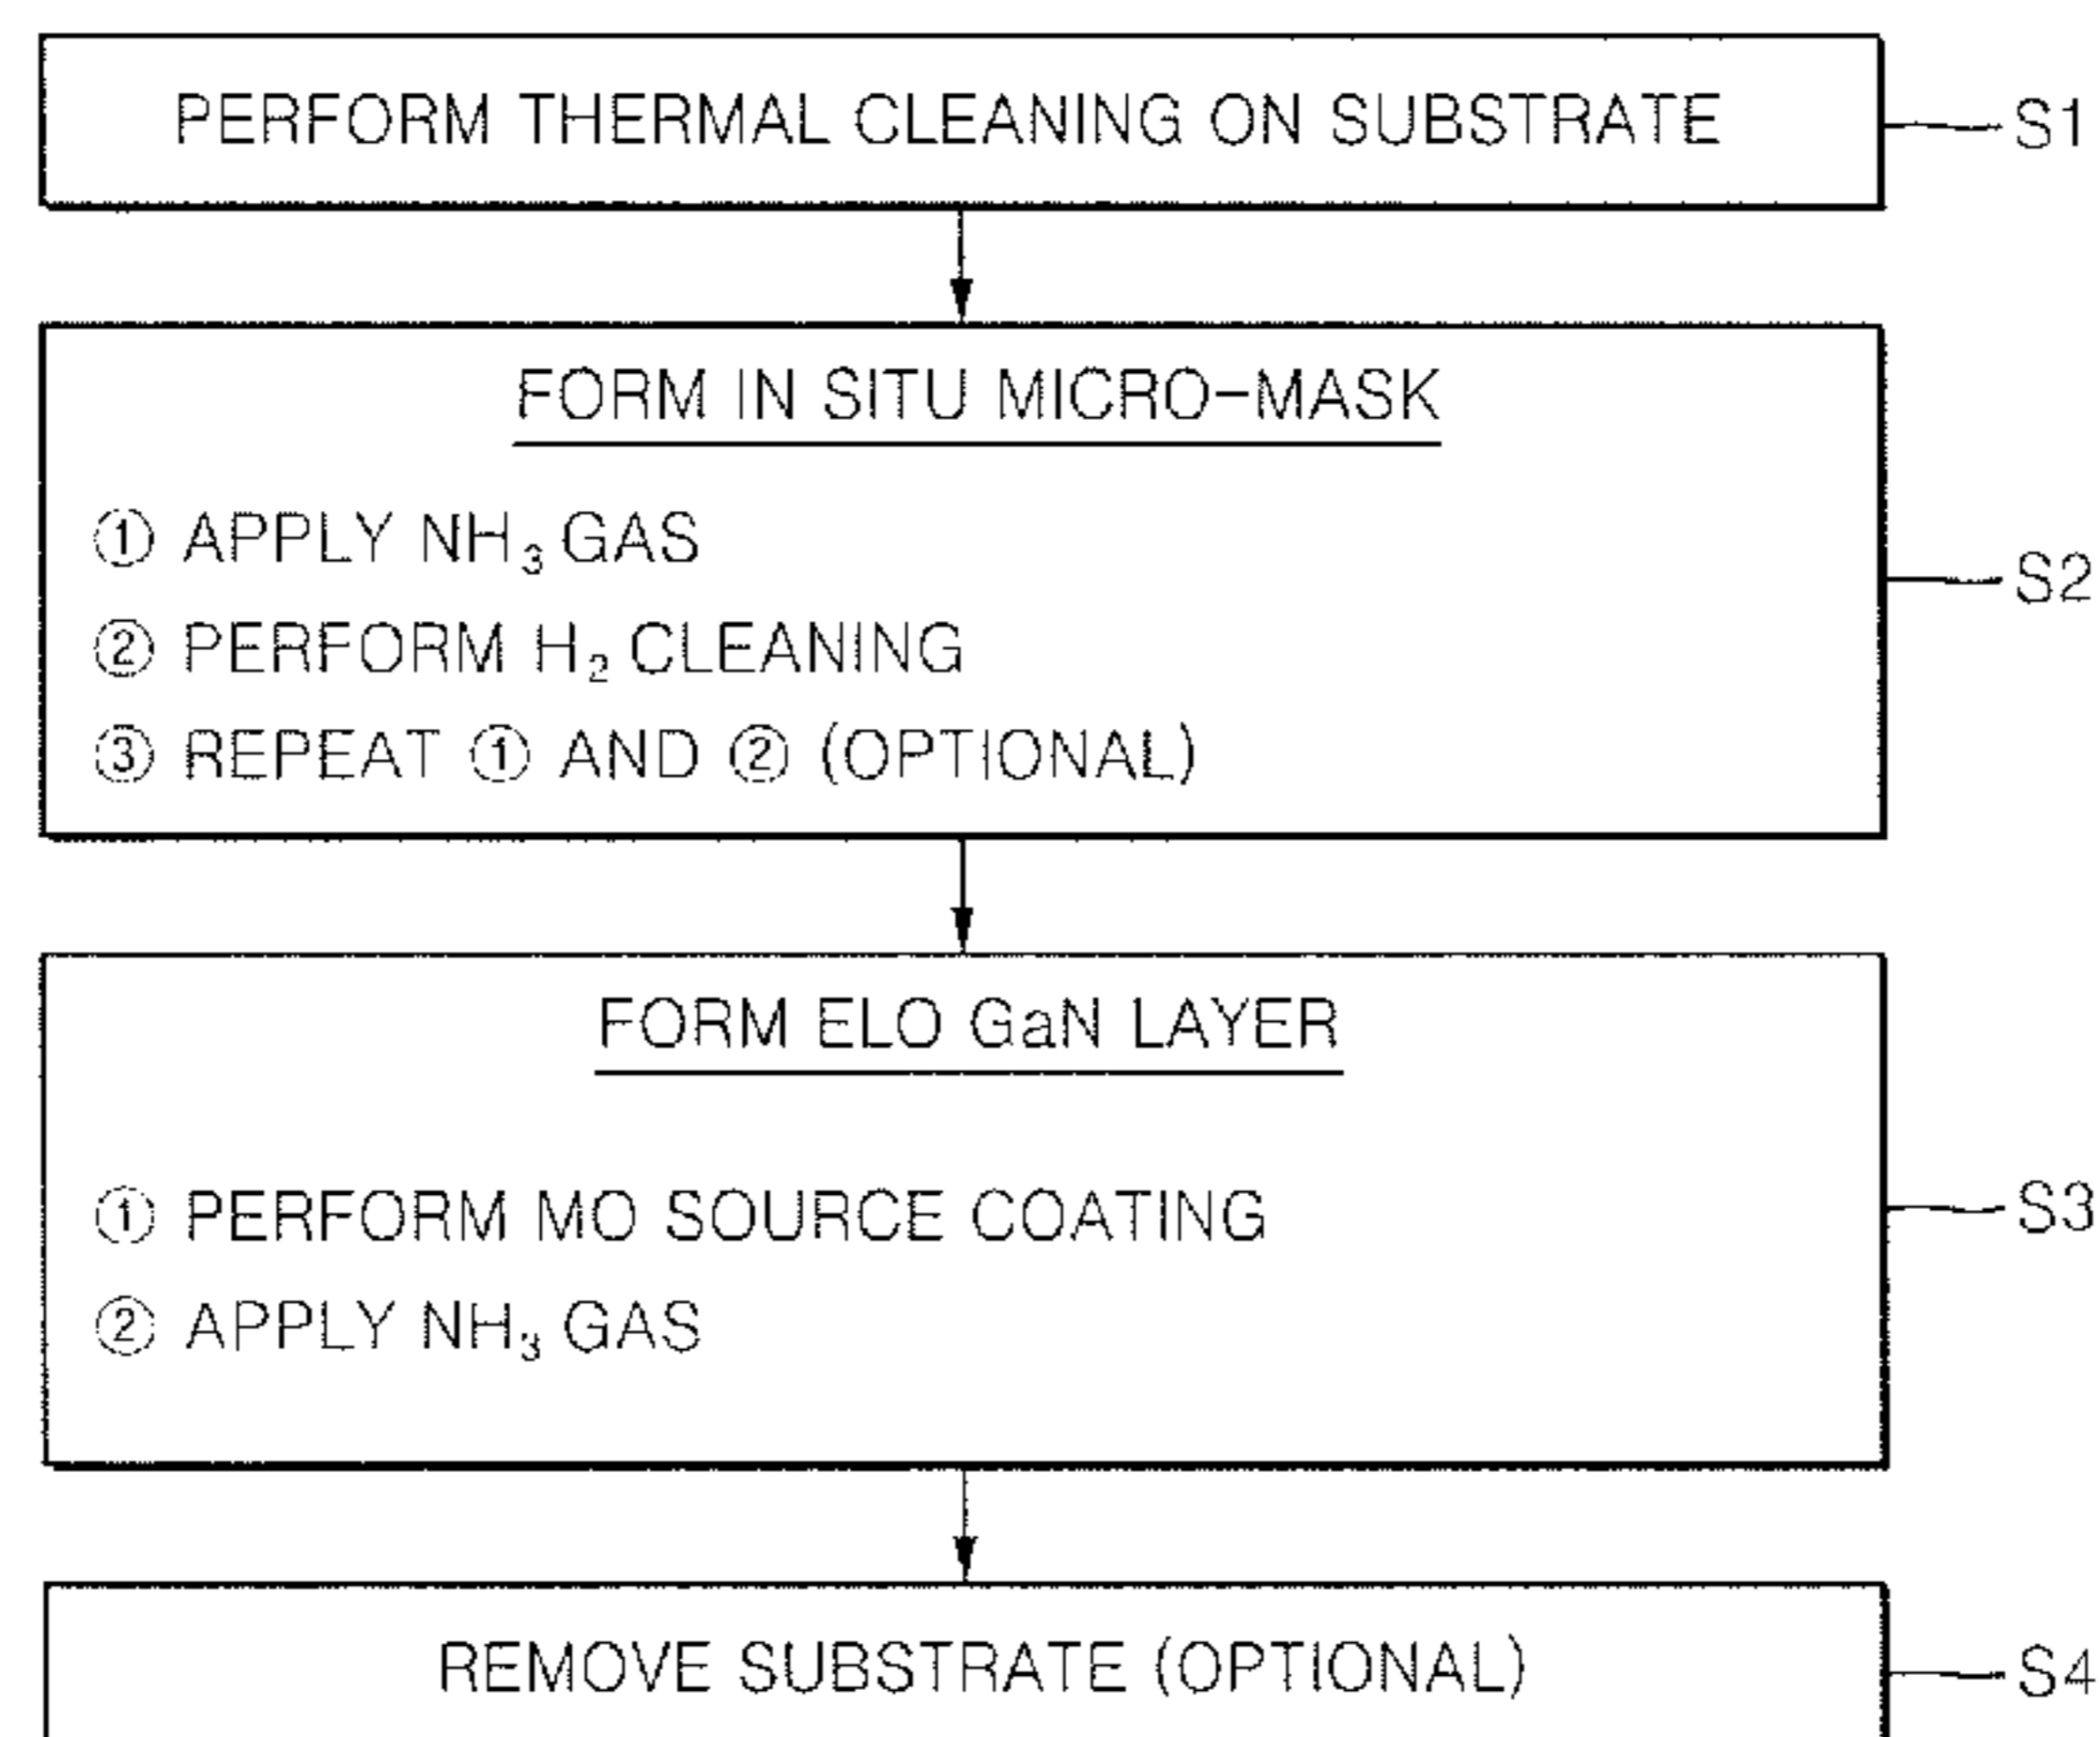 PERFORM THERMAL CLEANING ON SUBSTRATE
S1
FORM IN SITU MICRO-MASK
① APPLY NH₃ GAS
② PERFORM H₂ CLEANING
③ REPEAT ① AND ② (OPTIONAL)
S2
FORM ELO GaN LAYER
① PERFORM MO SOURCE COATING
② APPLY NH₃ GAS
S3
REMOVE SUBSTRATE (OPTIONAL)
S4